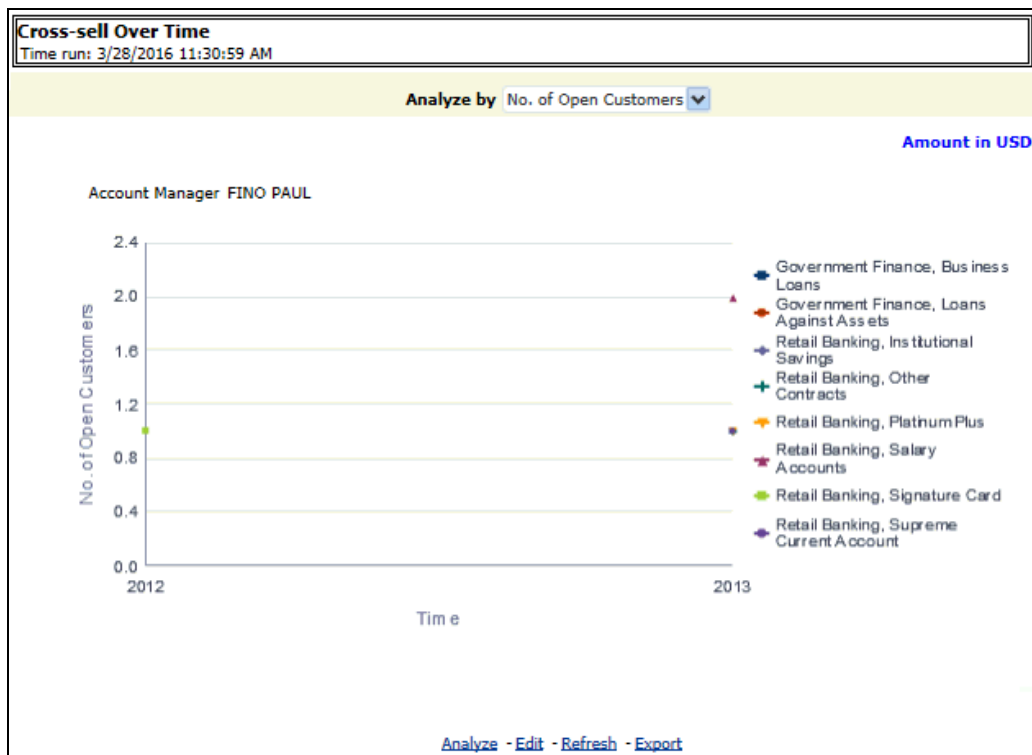 Cross-sell Over Time
Time run: 3/28/2016 11:30:59 AM
Analyze by No. of Open Customers
Amount in USD
Account Manager FINO PAUL
2.4
2.0
1.6
1.2
0.8
0.4
0.0
No. of Open Customers
2012
2013
Time
Government Finance, Business
Loans
Government Finance, Loans
Against Assets
Retail Banking, Institutional
Savings
Retail Banking, Other
Contracts
Retail Banking, Platinum Plus
Retail Banking, Salary
Accounts
Retail Banking, Signature Card
Retail Banking, Supreme
Current Account
Analyze - Edit - Refresh - Export